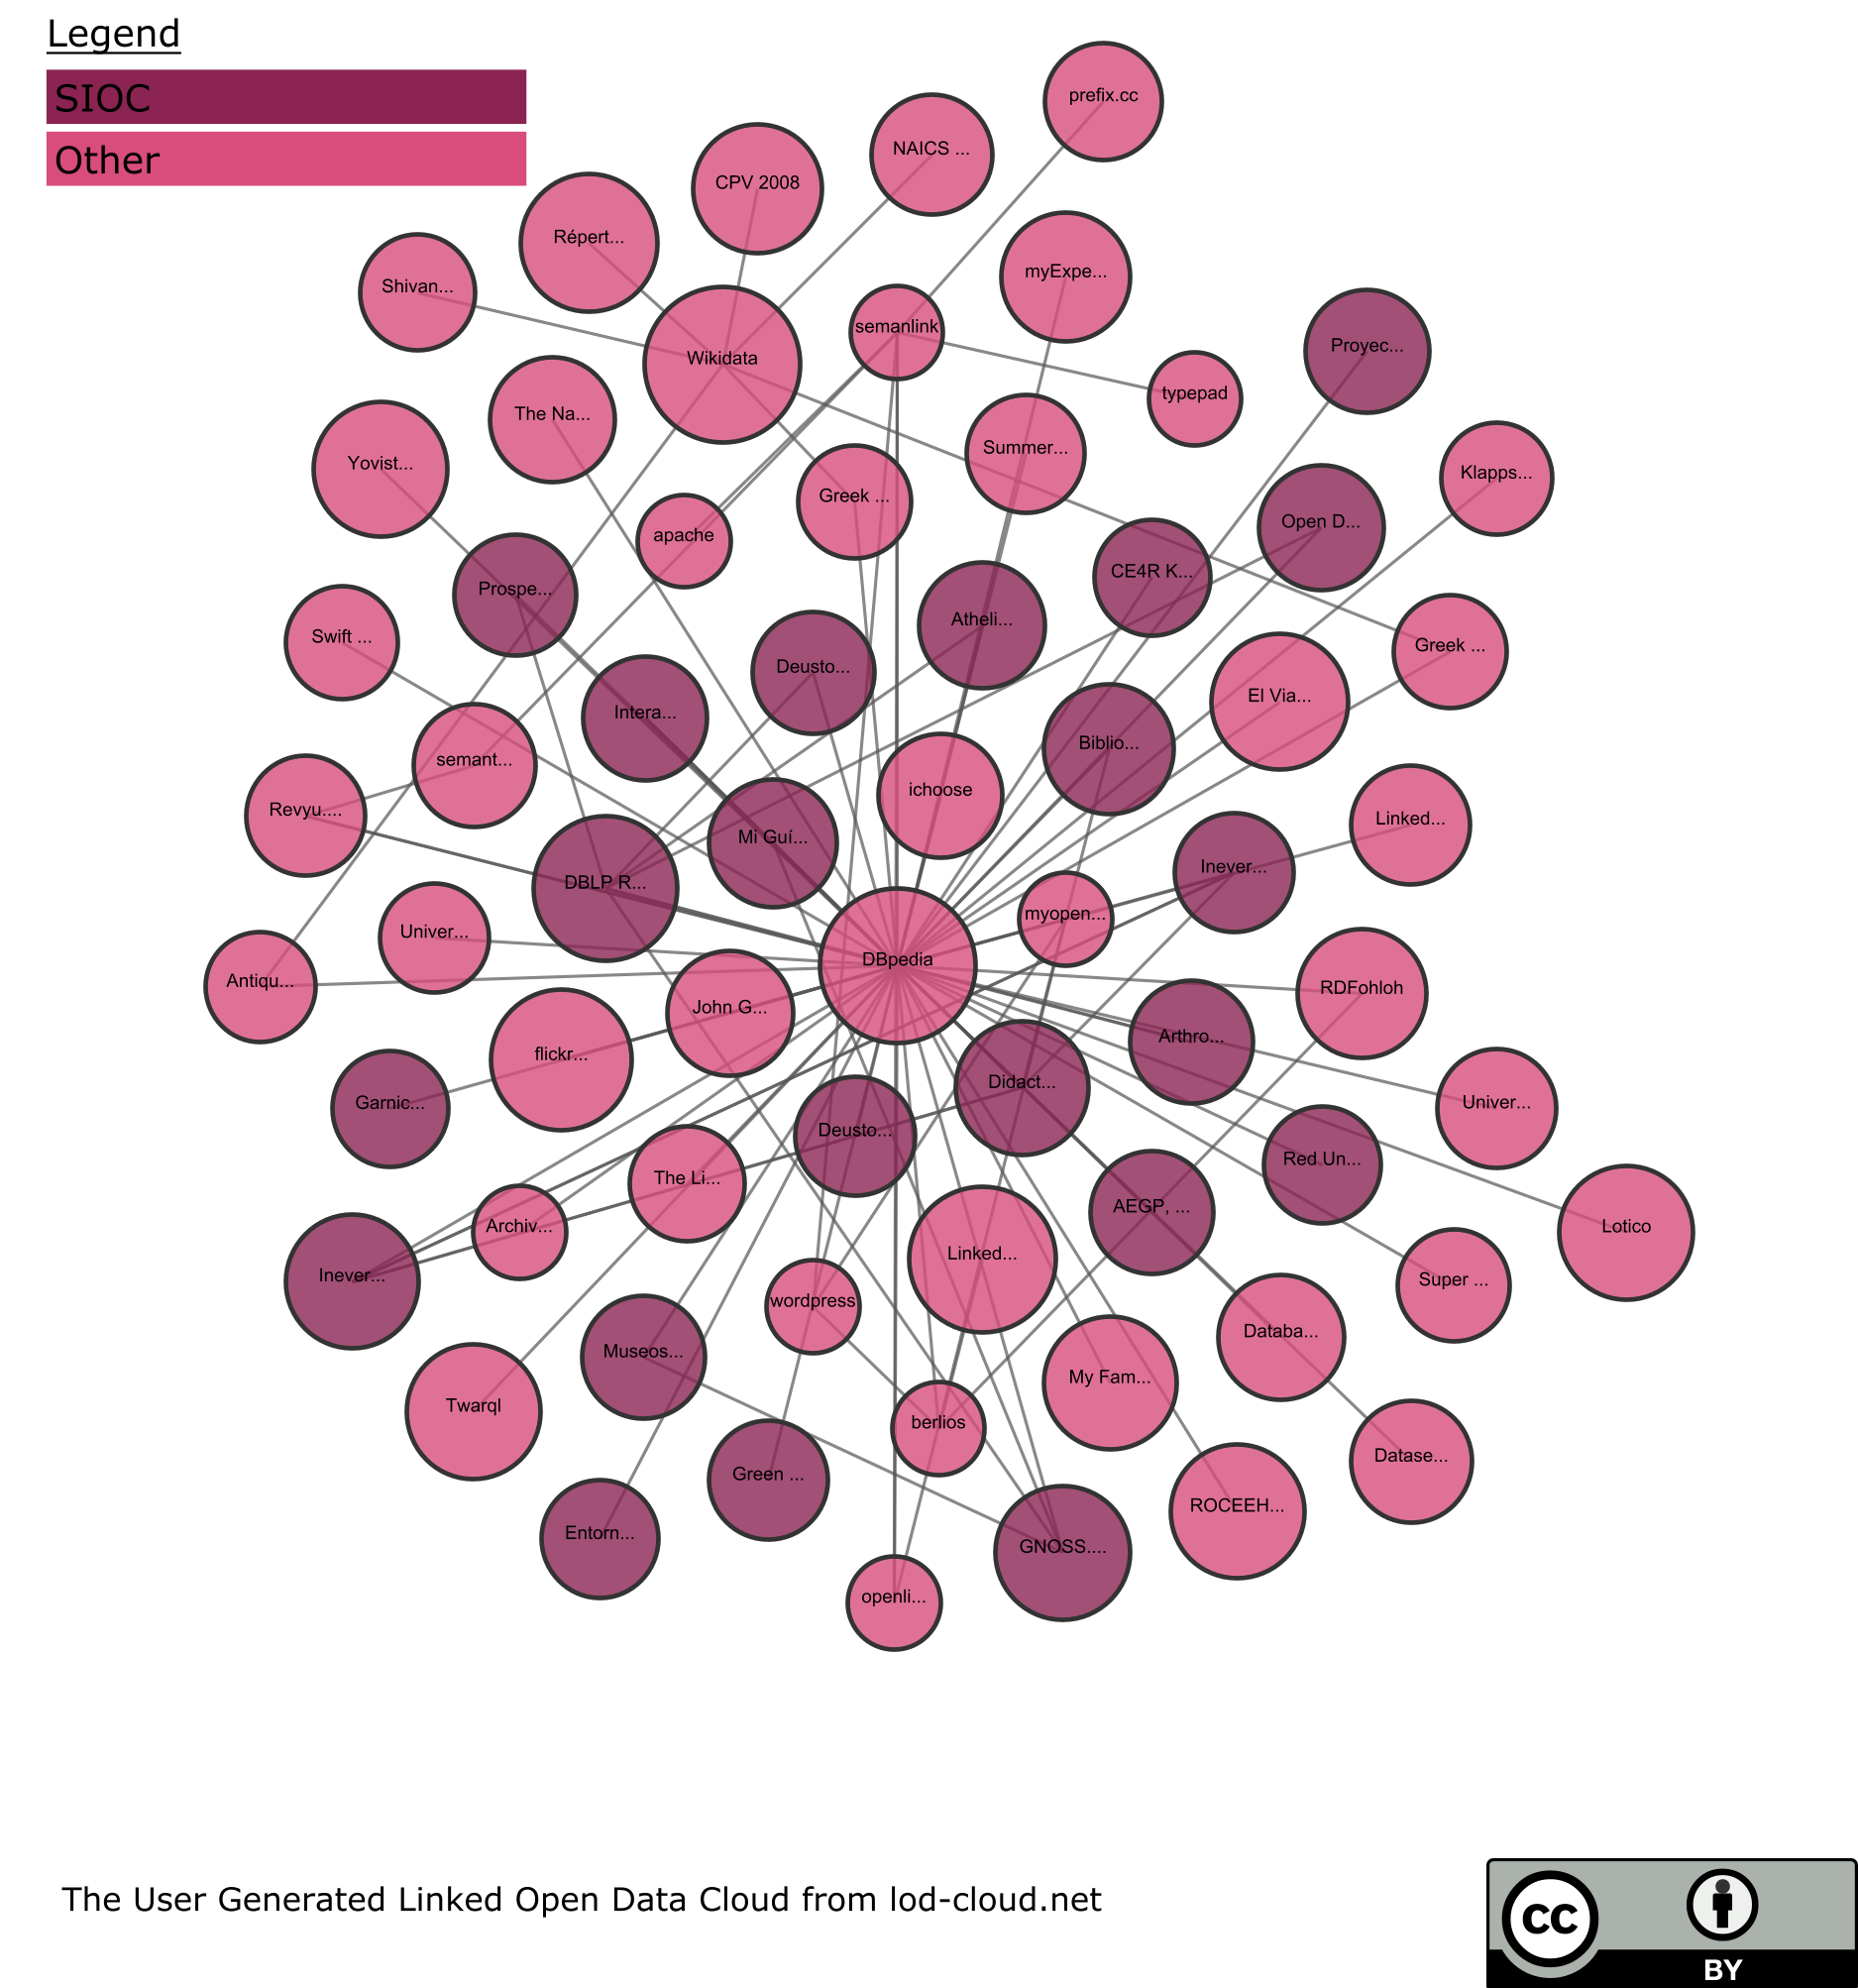 Legend
SIOC
Other
prefix.cc
NAICS ...
CPV 2008
Répert...
myExpe...
Shivan...
semanlink
Proyec...
Wikidata
typepad
The Na...
Summer...
Yovist...
Klapps...
Greek ...
Open D...
apache
CE4R K...
Prospe...
Atheli...
Swift ...
Greek ...
Deusto...
El Via...
Intera...
Biblio...
semant...
ichoose
Revyu....
Linked...
Mi Guí...
Inever...
DBLP R...
myopen...
Univer...
DBpedia
Antiqu...
RDFohloh
John G...
Arthro...
flickr...
Didact...
Garnic...
Univer...
Deusto...
Red Un...
The Li...
AEGP, ...
Archiv...
Lotico
Linked...
Inever...
Super ...
wordpress
Databa...
Museos...
My Fam...
Twarql
berlios
Datase...
Green ...
ROCEEH...
Entorn...
GNOSS....
openli...
The User Generated Linked Open Data Cloud from lod-cloud.net
cc
BY